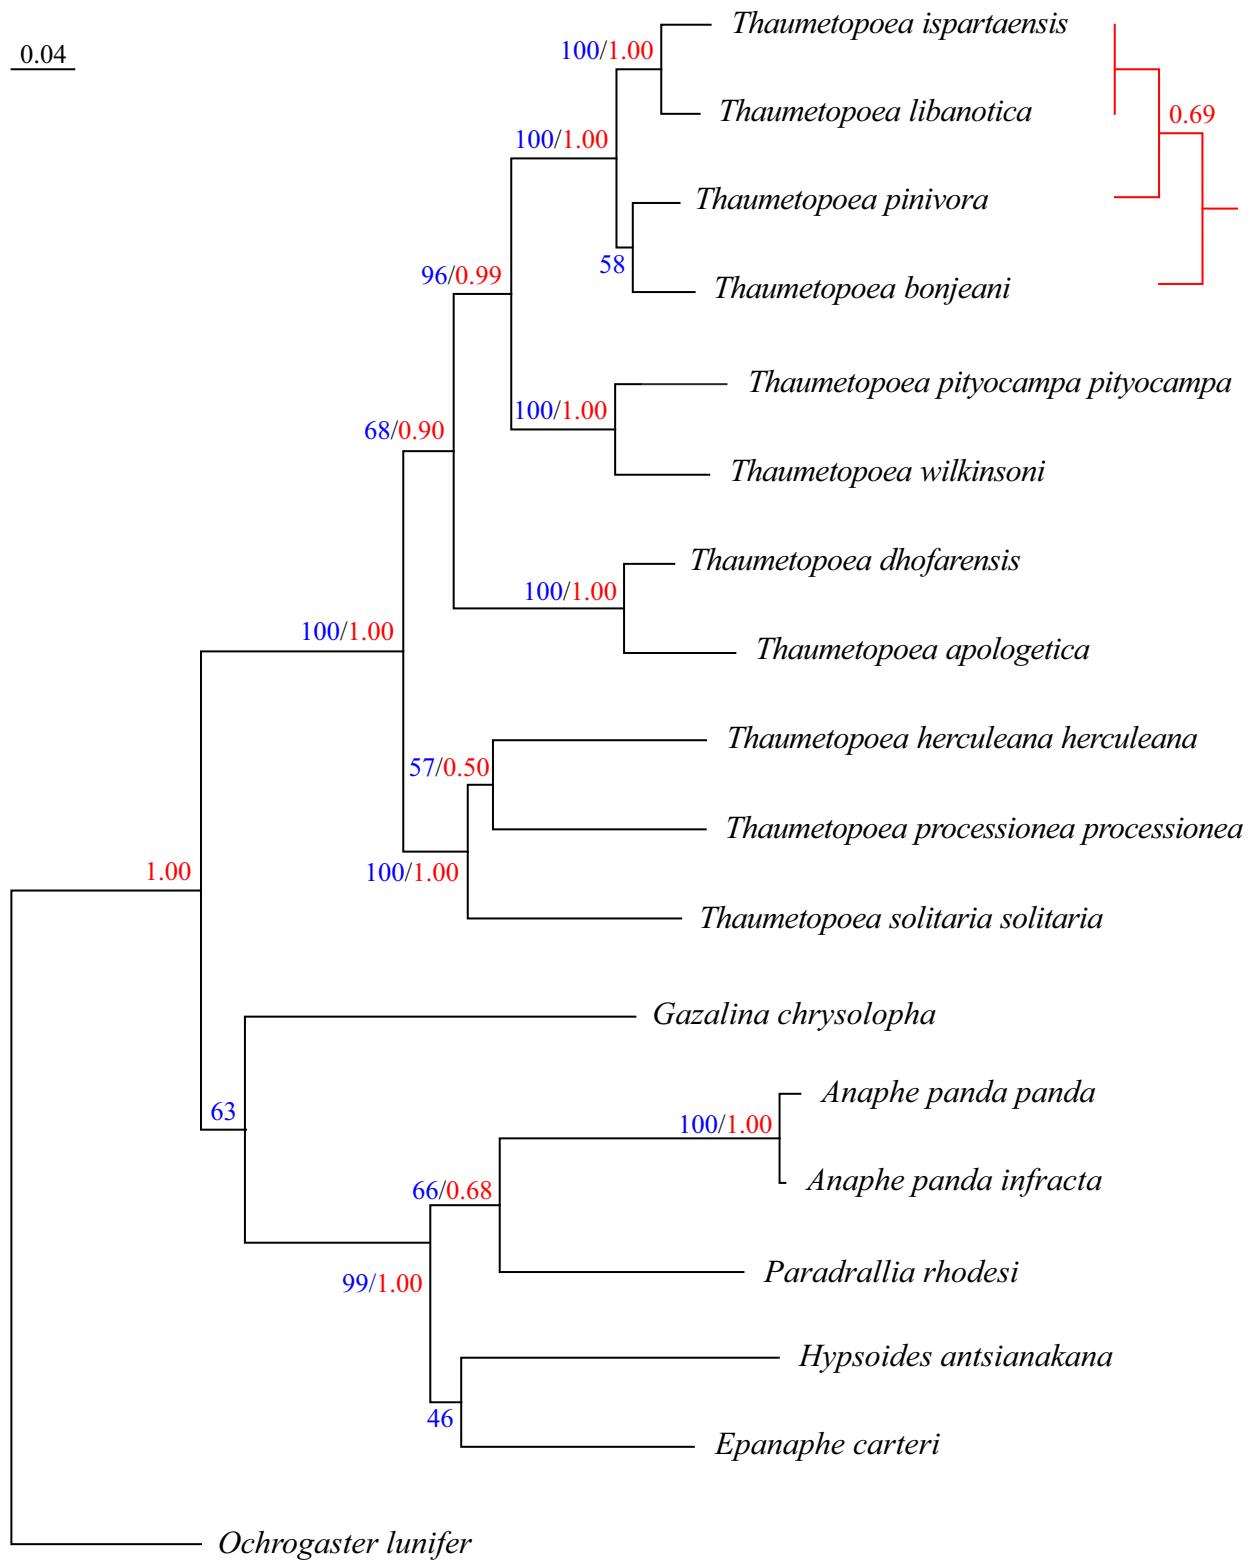 Thaumetopoea ispartaensis
0.04
100/1.00
Thaumetopoea libanotica
0.69
100/1.00
Thaumetopoea pinivora
58
96/0.99
Thaumetopoea bonjeani
Thaumetopoea pityocampa pityocampa
100/1.00
68/0.90
Thaumetopoea wilkinsoni
Thaumetopoea dhofarensis
100/1.00
100/1.00
Thaumetopoea apologetica
Thaumetopoea herculeana herculeana
57/0.50
Thaumetopoea processionea processionea
1.00
100/1.00
Thaumetopoea solitaria solitaria
Gazalina chrysolopha
Anaphe panda panda
63
100/1.00
Anaphe panda infracta
66/0.68
Paradrallia rhodesi
99/1.00
Hypsoides antsianakana
46
Epanaphe carteri
Ochrogaster lunifer